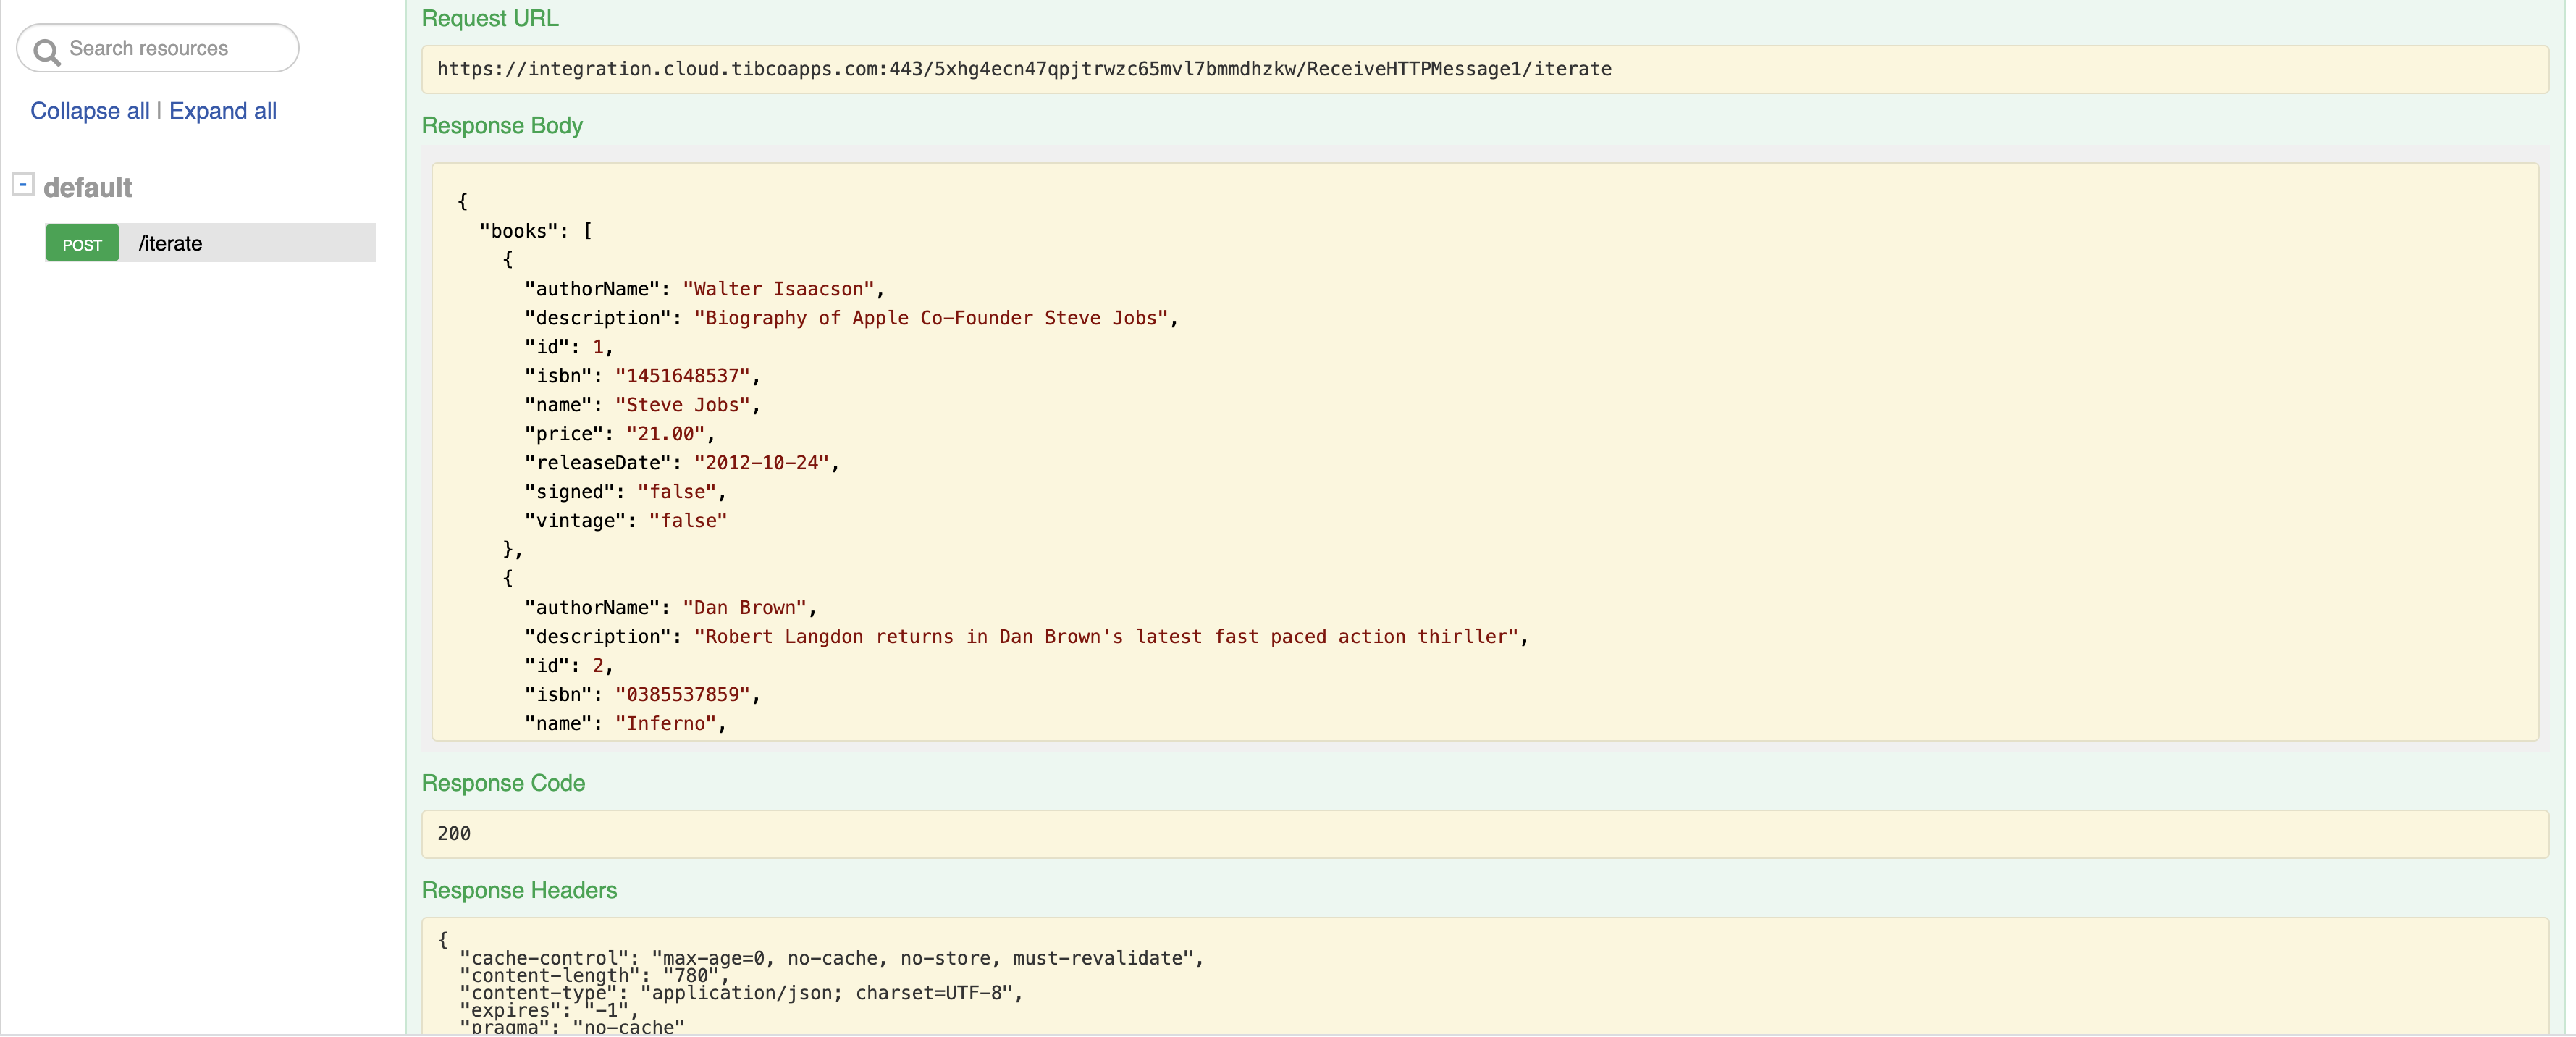 Search resources
Collapse all | Expand all
- default
POST /iterate
Request URL
https://integration.cloud.tibcoapps.com:443/5xhg4ecn47qpjtrwzc65mvl7bmmdhzkw/ReceiveHTTPMessage1/iterate
Response Body
{
"books": [
{
"authorName": "Walter Isaacson",
"description": "Biography of Apple Co-Founder Steve Jobs",
"id": 1,
"isbn": "1451648537",
"name": "Steve Jobs",
"price": "21.00",
"releaseDate": "2012-10-24",
"signed": "false",
"vintage": "false"
},
{
"authorName": "Dan Brown",
"description": "Robert Langdon returns in Dan Brown's latest fast paced action thirller",
"id": 2,
"isbn": "0385537859",
"name": "Inferno",
Response Code
200
Response Headers
{
"cache-control": "max-age=0, no-cache, no-store, must-revalidate",
"content-length": "780",
"content-type": "application/json; charset=UTF-8",
"expires": "-1",
"pragma": "no-cache"